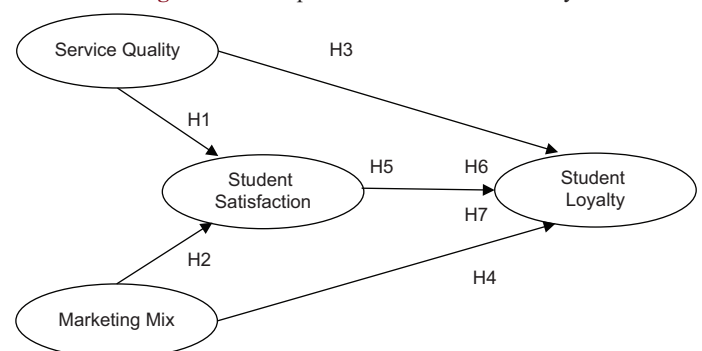 Service Quality
H3
H1
H5
H6
Student
Satisfaction
Student
Loyalty
H7
H2
H4
Marketing Mix